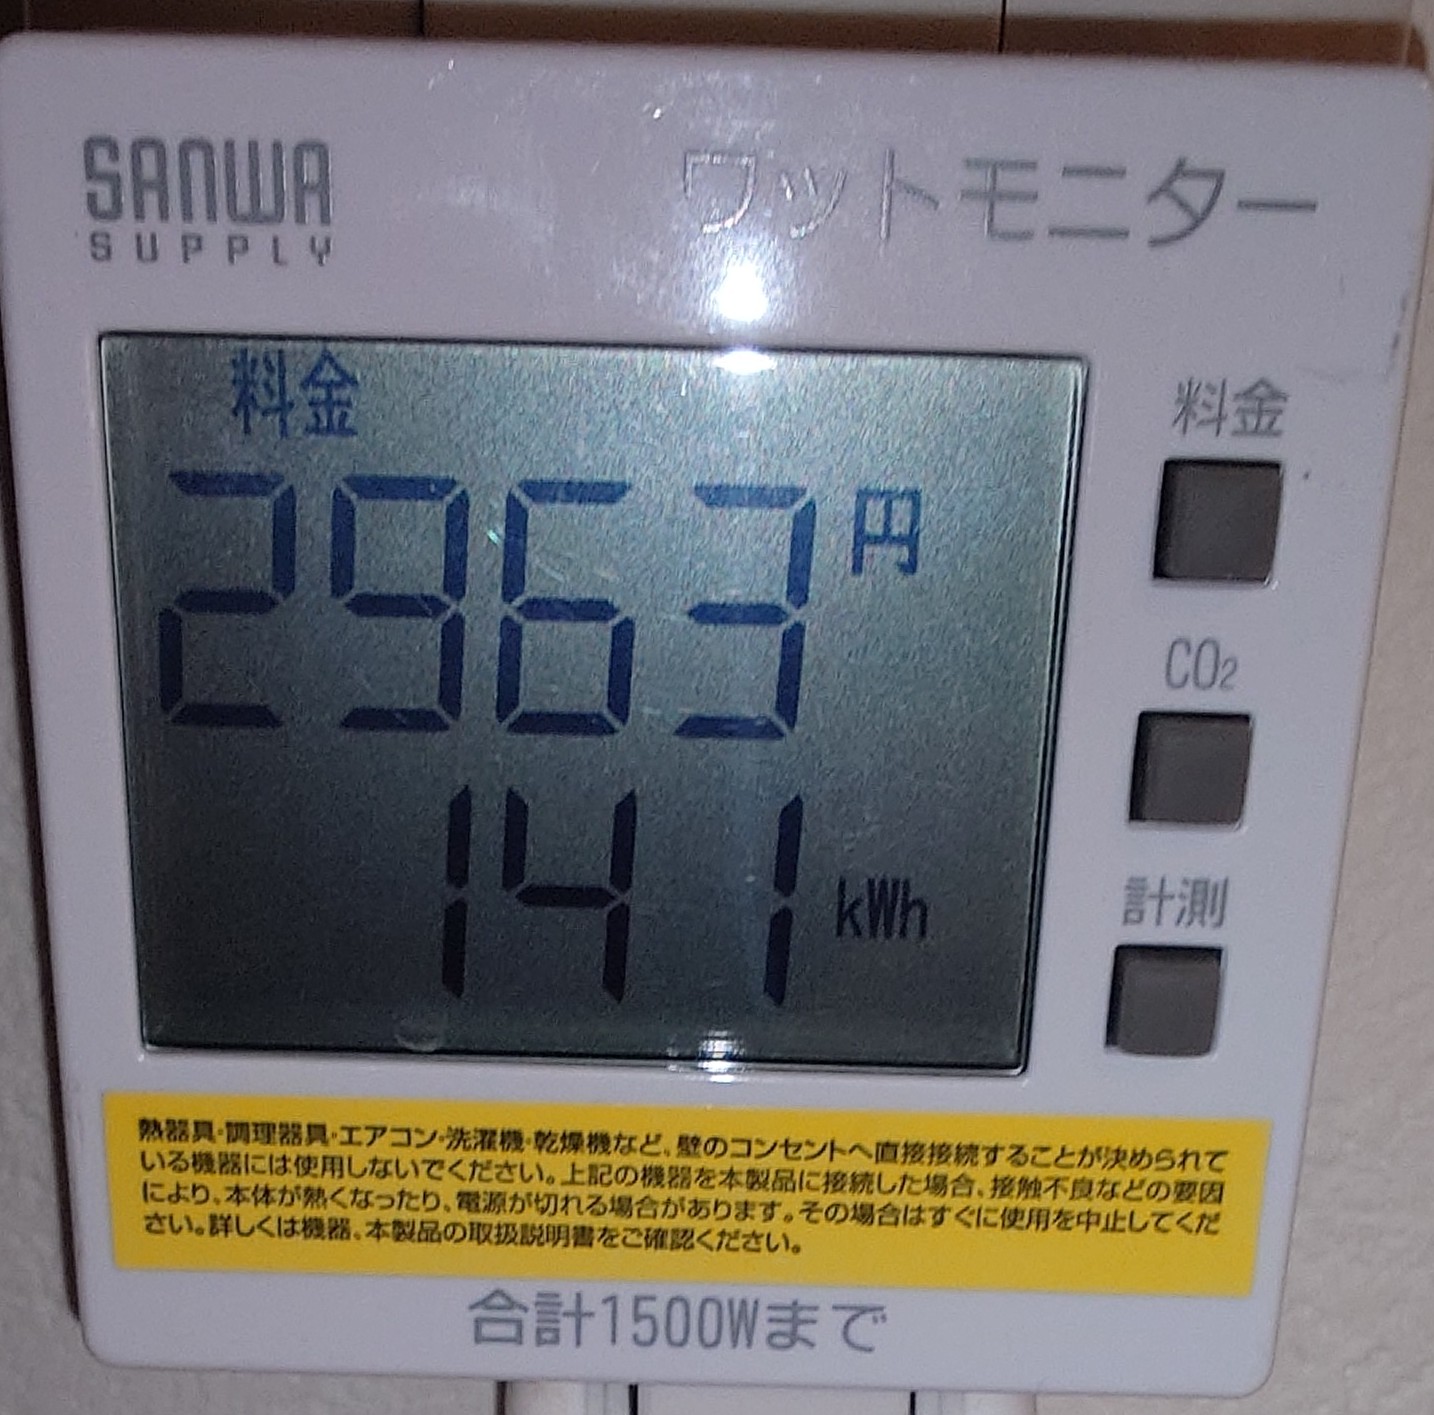 SANWA
SUPPLY
ワットモニター
料金
2963円
141kWh
料金
CO2
計測
熱器具・調理器具・エアコン・洗濯機・乾燥機など、壁のコンセントへ直接接続することが決められて
いる機器には使用しないでください。上記の機器を本製品に接続した場合、接触不良などの要因
により、本体が熱くなったり、電源が切れる場合があります。その場合はすぐに使用を中止してくだ
さい。詳しくは機器、本製品の取扱説明書をご確認ください。
合計1500Wまで